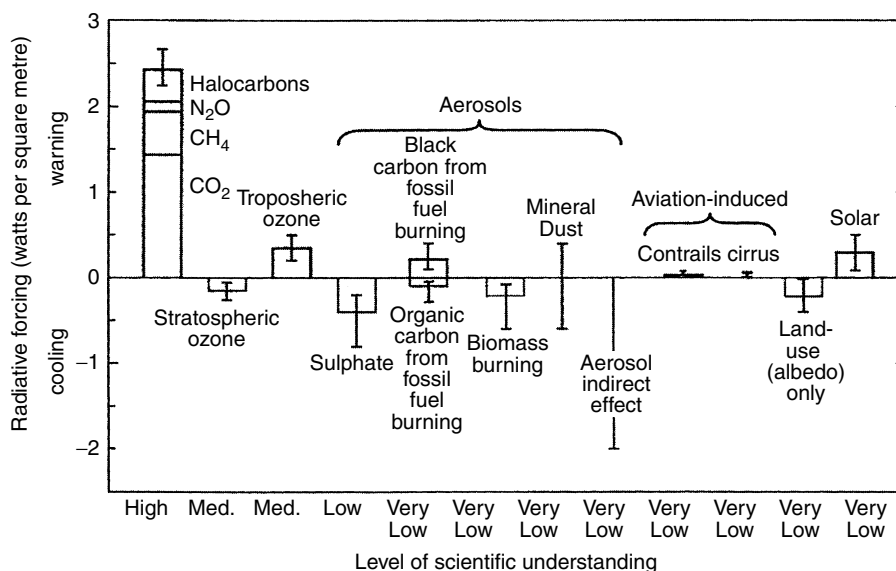 Radiative forcing (watts per square metre)
cooling
warning
3
2
1
0
−1
−2
Halocarbons
N₂O
CH₄
CO₂
Stratospheric
ozone
Tropospheric
ozone
Aerosols
Sulphate
Black
carbon from
fossil
fuel
burning
Organic
carbon
from
fossil
fuel
burning
Biomass
burning
Mineral
Dust
Aerosol
indirect
effect
Aviation-induced
Contrails cirrus
Land-
use
(albedo)
only
Solar
High Med. Med. Low Very Very Very Very Very Very Very Very
Low Low Low Low Low Low Low Low
Level of scientific understanding